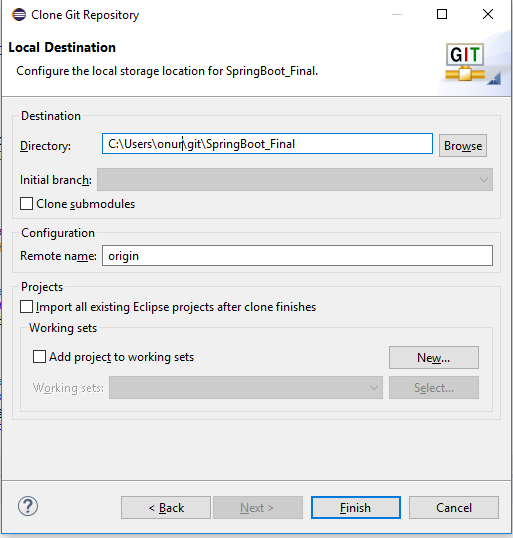 Clone Git Repository
Local Destination
Configure the local storage location for SpringBoot_Final.
GIT
Destination
Directory: C:\Users\onur\git\SpringBoot_Final Browse
Initial branch:
Clone submodules
Configuration
Remote name: origin
Projects
Import all existing Eclipse projects after clone finishes
Working sets
Add project to working sets New...
Working sets: Select...
? < Back Next > Finish Cancel